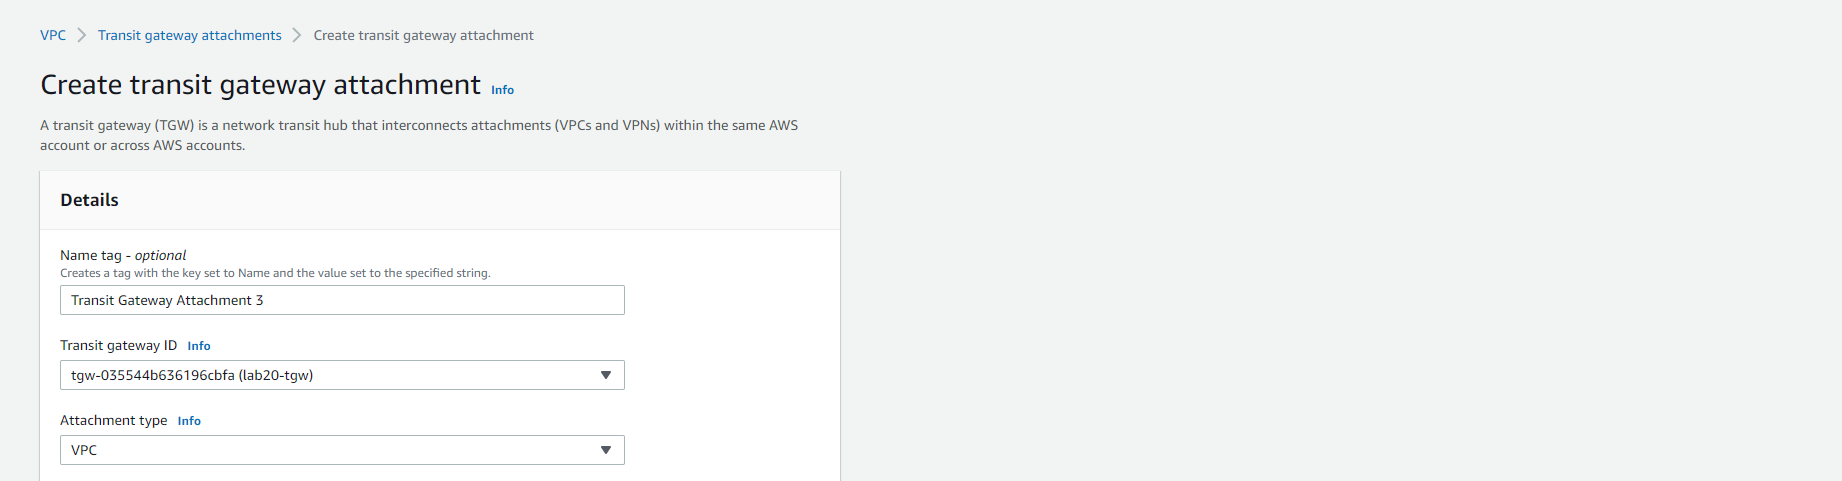 VPC > Transit gateway attachments > Create transit gateway attachment
Create transit gateway attachment Info
A transit gateway (TGW) is a network transit hub that interconnects attachments (VPCs and VPNs) within the same AWS
account or across AWS accounts.
Details
Name tag - optional
Creates a tag with the key set to Name and the value set to the specified string.
Transit Gateway Attachment 3
Transit gateway ID Info
tgw-035544b636196cbfa (lab20-tgw)
Attachment type Info
VPC